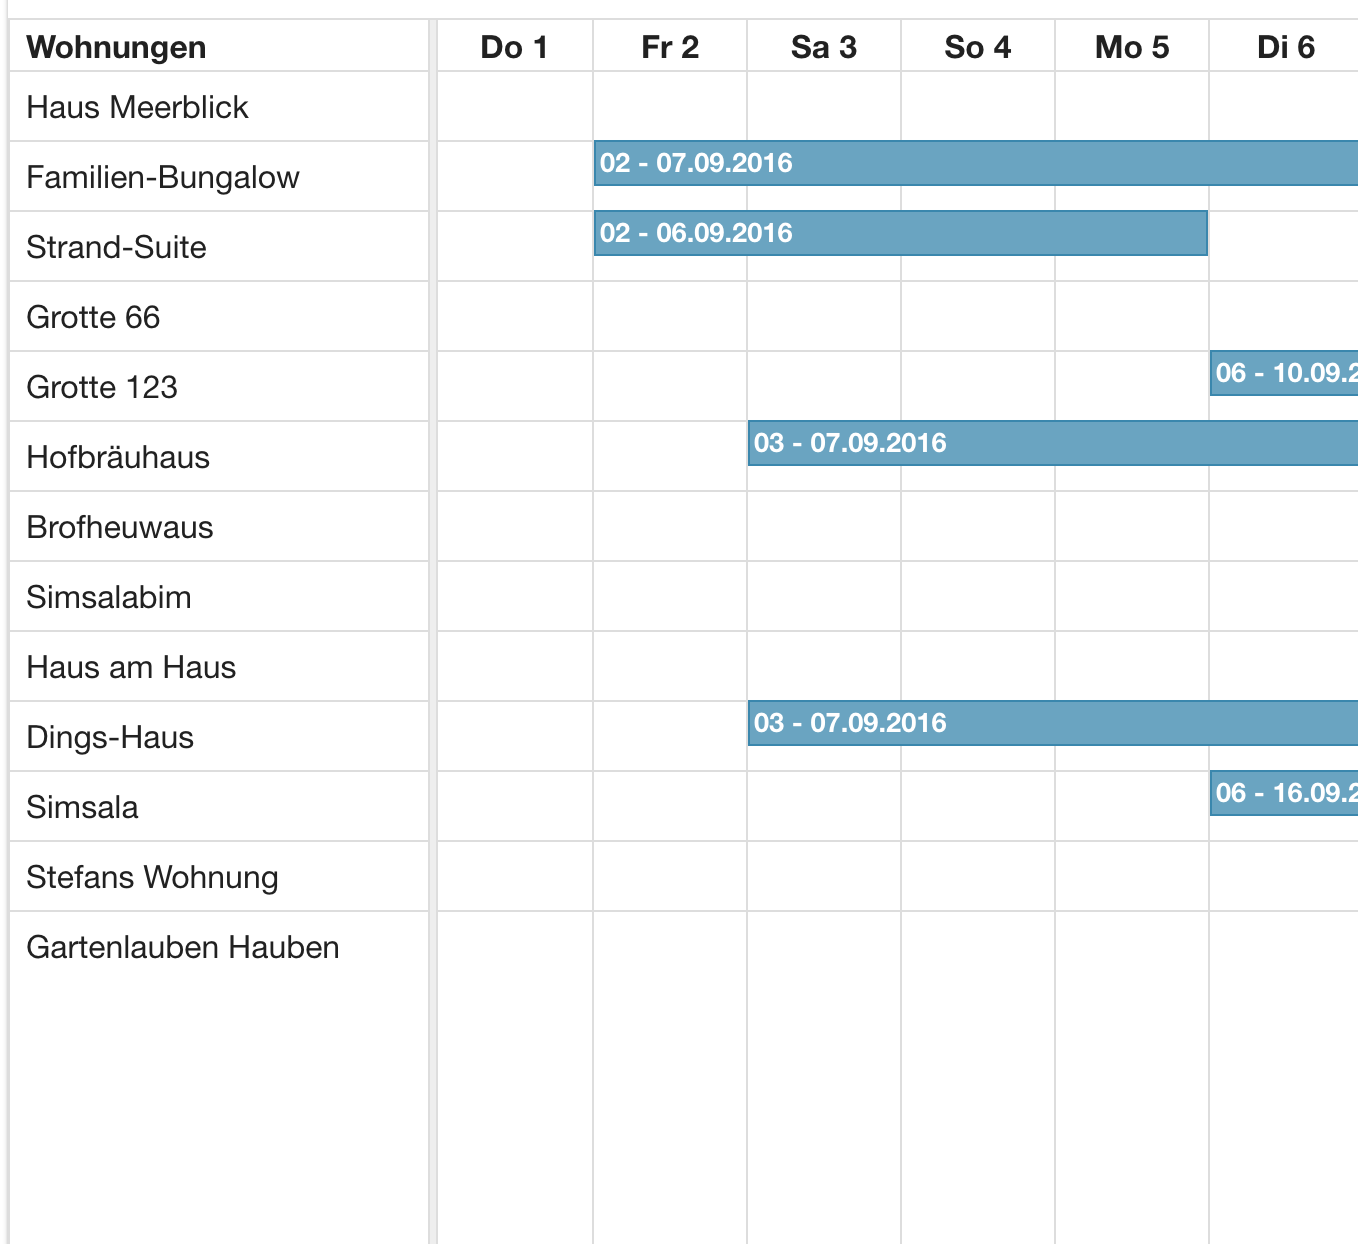 Wohnungen Do 1 Fr 2 Sa 3 So 4 Mo 5 Di 6
Haus Meerblick
Familien-Bungalow 02 - 07.09.2016
Strand-Suite 02 - 06.09.2016
Grotte 66
Grotte 123 06 - 10.09.2
Hofbräuhaus 03 - 07.09.2016
Brofheuwaus
Simsalabim
Haus am Haus
Dings-Haus 03 - 07.09.2016
Simsala 06 - 16.09.2
Stefans Wohnung
Gartenlauben Hauben